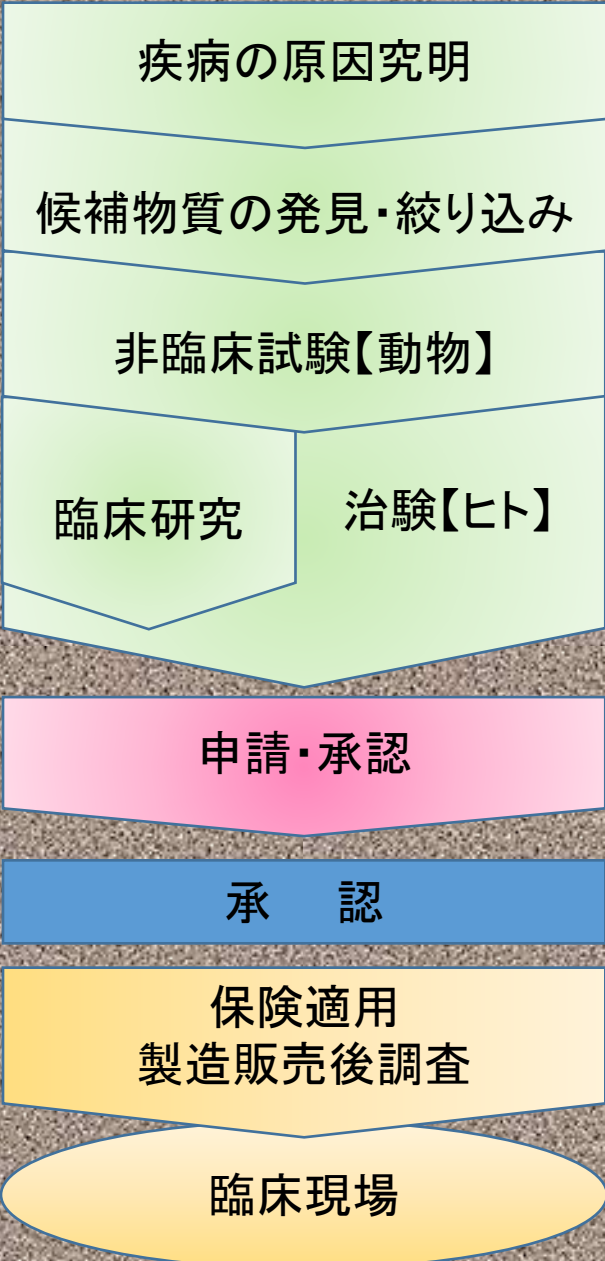 疾病の原因究明
候補物質の発見・絞り込み
非臨床試験【動物】
臨床研究
治験【ヒト】
申請・承認
承 認
保険適用
製造販売後調査
臨床現場